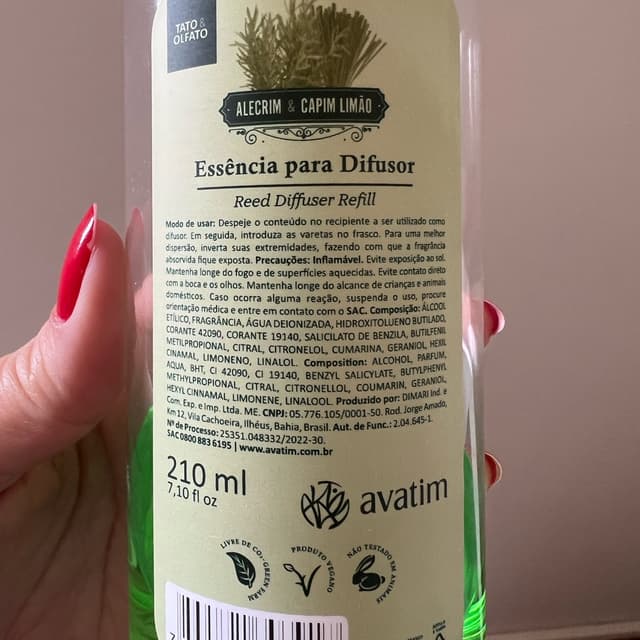 TATO &
OLFATO
ALECRIM & CAPIM LIMÃO
Essência para Difusor
Reed Diffuser Refill
Modo de usar: Despeje o conteúdo no recipiente a ser utilizado como
difusor. Em seguida, introduza as varetas no frasco. Para uma melhor
dispersão, inverta suas extremidades, fazendo com que a fragrância
absorvida fique exposta. Precauções: Inflamável. Evite exposição ao sol.
Mantenha longe do fogo e de superfícies aquecidas. Evite contato direto
com a boca e os olhos. Mantenha longe do alcance de crianças e animais
domésticos. Caso ocorra alguma reação, suspenda o uso, procure
orientação médica e entre em contato com o SAC. Composição: ÁLCOOL
ETÍLICO, FRAGRÂNCIA, ÁGUA DEIONIZADA, HIDROXITOLUENO BUTILADO,
CORANTE 42090, CORANTE 19140, SALICILATO DE BENZILA, BUTILFENIL
METILPROPIONAL, CITRAL, CITRONELOL, CUMARINA, GERANIOL HEXIL
CINAMAL, LIMONENO, LINALOL. Composition: ALCOHOL, PARFUM,
AQUA, BHT, CI 42090, CI 19140, BENZYL SALICYLATE, BUTYLPHENYL
METHYLPROPIONAL, CITRAL, CITRONELLOL, COUMARIN, GERANIOL,
HEXYL CINNAMAL, LIMONENE, LINALOOL. Produzido por: DIMARI Ind. e
Com. Exp. e Imp. Ltda. ME. CNPJ: 05.776.105/0001-50. Rod. Jorge Amado,
Km 12, Vila Cachoeira, Ilhéus, Bahia, Brasil. Aut. de Func.: 2.04.645-1.
Nº de Processo: 25351.048332/2022-30.
SAC 0800 883 6195 | www.avatim.com.br
210 ml
7,10 fl oz
avatim
LIVRE DE CO₂ · GREEN FARM
PRODUTO VEGANO
NÃO TESTADO EM ANIMAIS